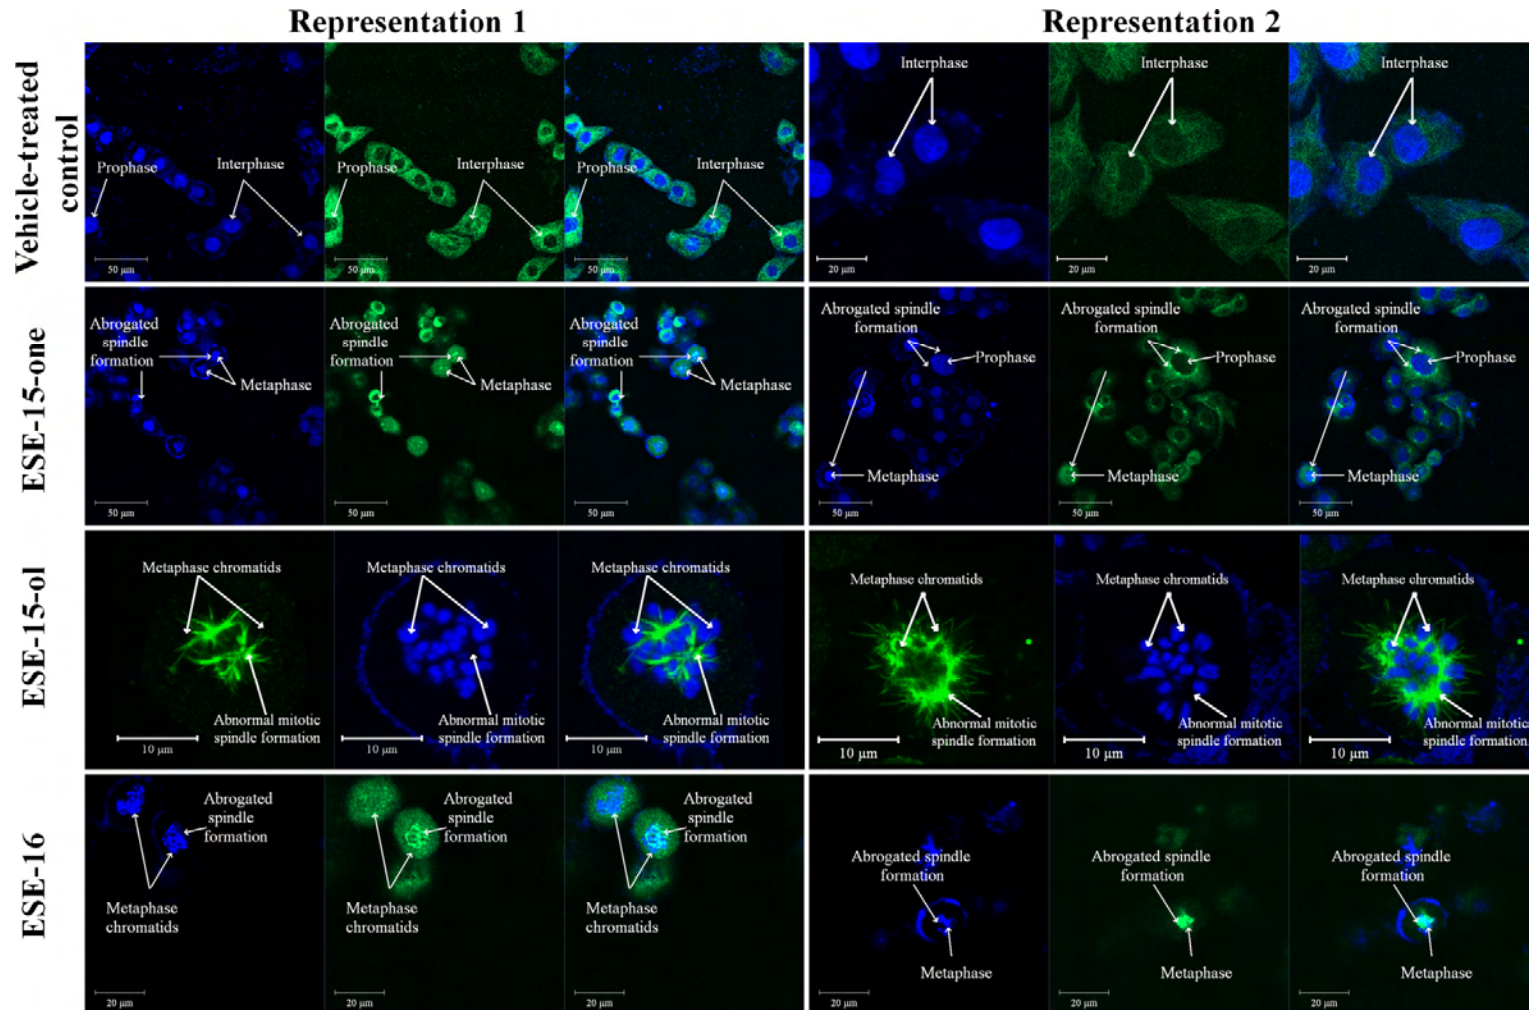 Representation 1
Representation 2
Vehicle-treated
control
Prophase
Interphase
50 µm
Prophase
Interphase
50 µm
Prophase
Interphase
50 µm
Interphase
20 µm
Interphase
20 µm
Interphase
20 µm
ESE-15-one
Abrogated
spindle
formation
Metaphase
50 µm
Abrogated
spindle
formation
Metaphase
50 µm
Abrogated
spindle
formation
Metaphase
50 µm
Abrogated spindle
formation
Prophase
Metaphase
50 µm
Abrogated spindle
formation
Prophase
Metaphase
50 µm
Abrogated spindle
formation
Prophase
Metaphase
50 µm
ESE-15-ol
Metaphase chromatids
Abnormal mitotic
spindle formation
10 µm
Metaphase chromatids
Abnormal mitotic
spindle formation
10 µm
Metaphase chromatids
Abnormal mitotic
spindle formation
10 µm
Metaphase chromatids
Abnormal mitotic
spindle formation
10 µm
Metaphase chromatids
Abnormal mitotic
spindle formation
10 µm
Metaphase chromatids
Abnormal mitotic
spindle formation
10 µm
ESE-16
Abrogated
spindle
formation
Metaphase
chromatids
20 µm
Abrogated
spindle
formation
Metaphase
chromatids
20 µm
Abrogated
spindle
formation
Metaphase
chromatids
20 µm
Abrogated spindle
formation
Metaphase
20 µm
Abrogated spindle
formation
Metaphase
20 µm
Abrogated spindle
formation
Metaphase
20 µm